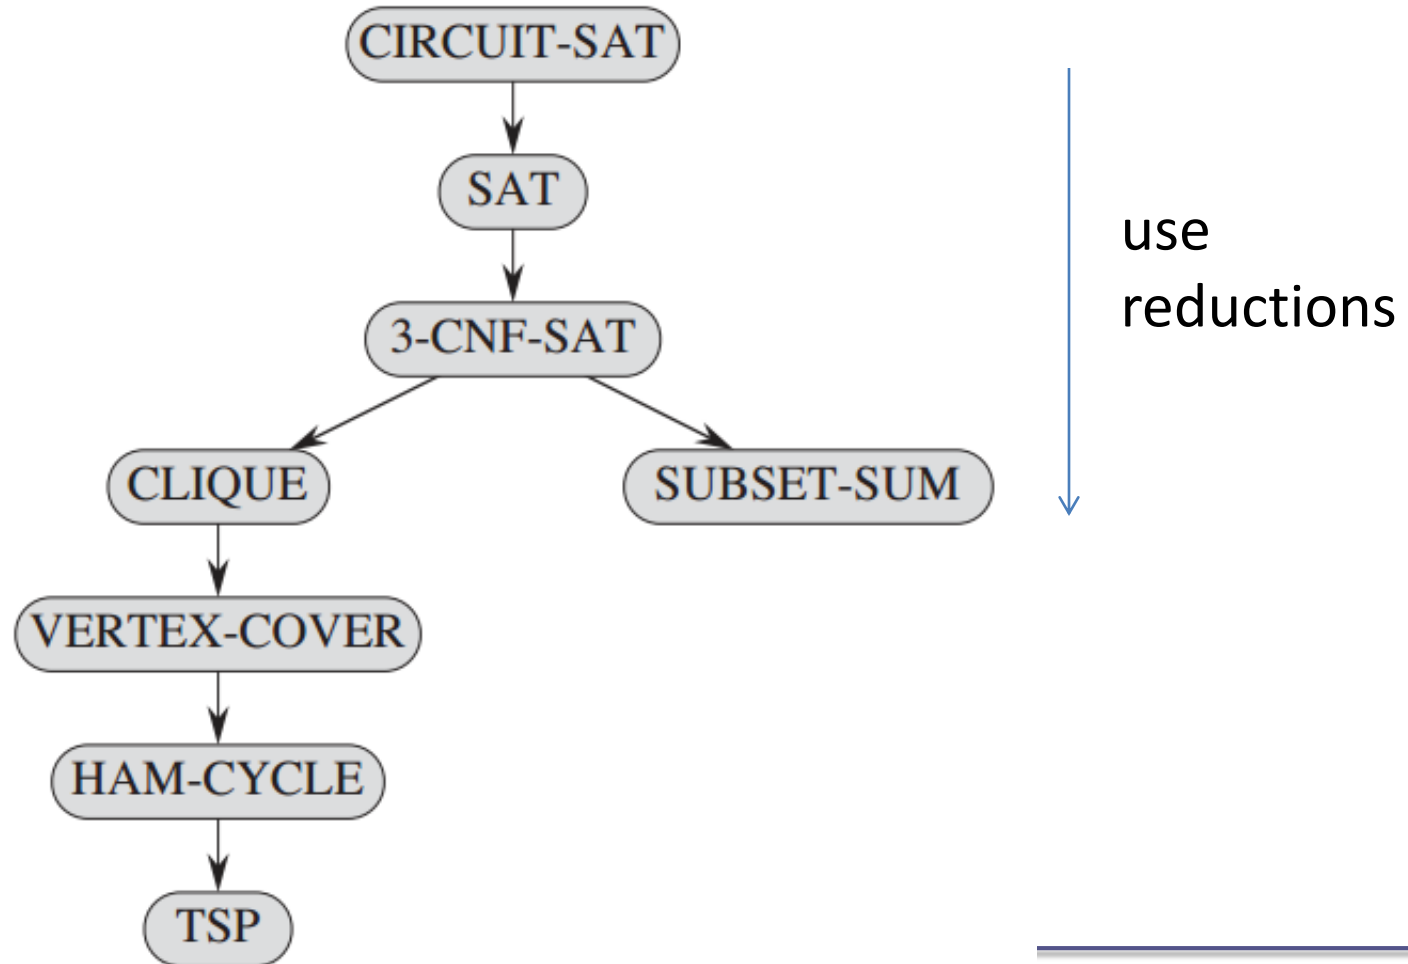 CIRCUIT-SAT
SAT
use
reductions
3-CNF-SAT
CLIQUE
SUBSET-SUM
VERTEX-COVER
HAM-CYCLE
TSP